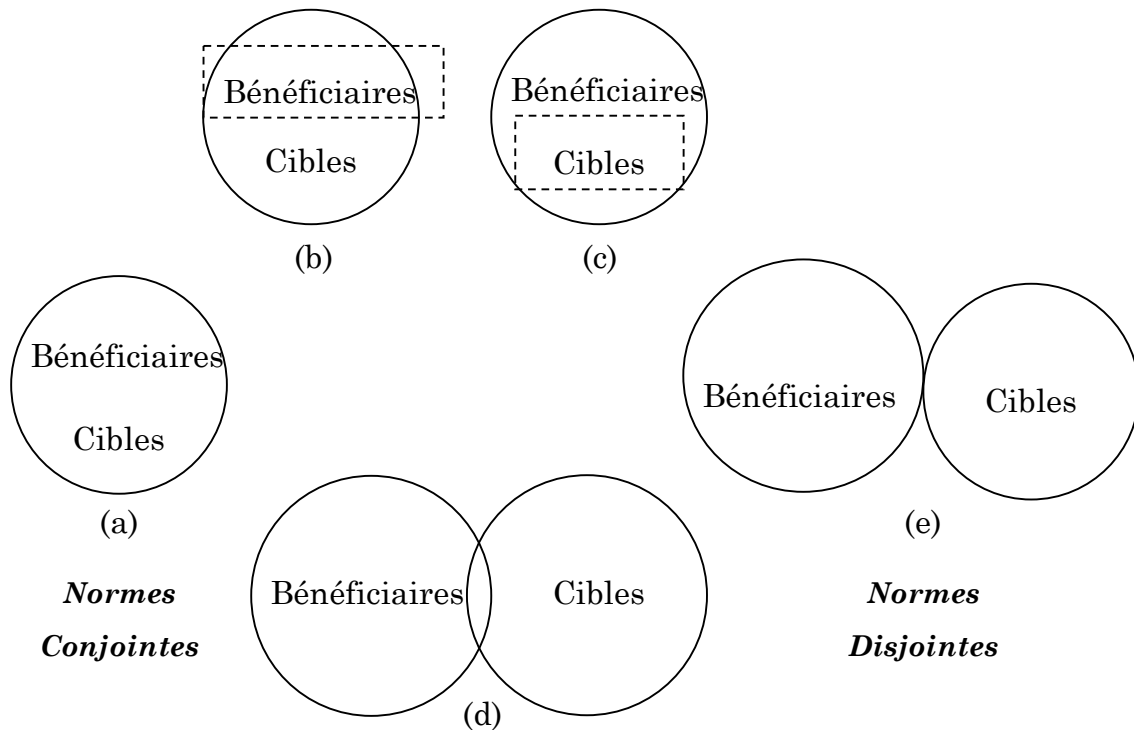 Bénéficiaires
Cibles
(b)
Bénéficiaires
Cibles
(c)
Bénéficiaires
Cibles
(a)
Normes
Conjointes
Bénéficiaires
Cibles
(d)
Bénéficiaires
Cibles
(e)
Normes
Disjointes